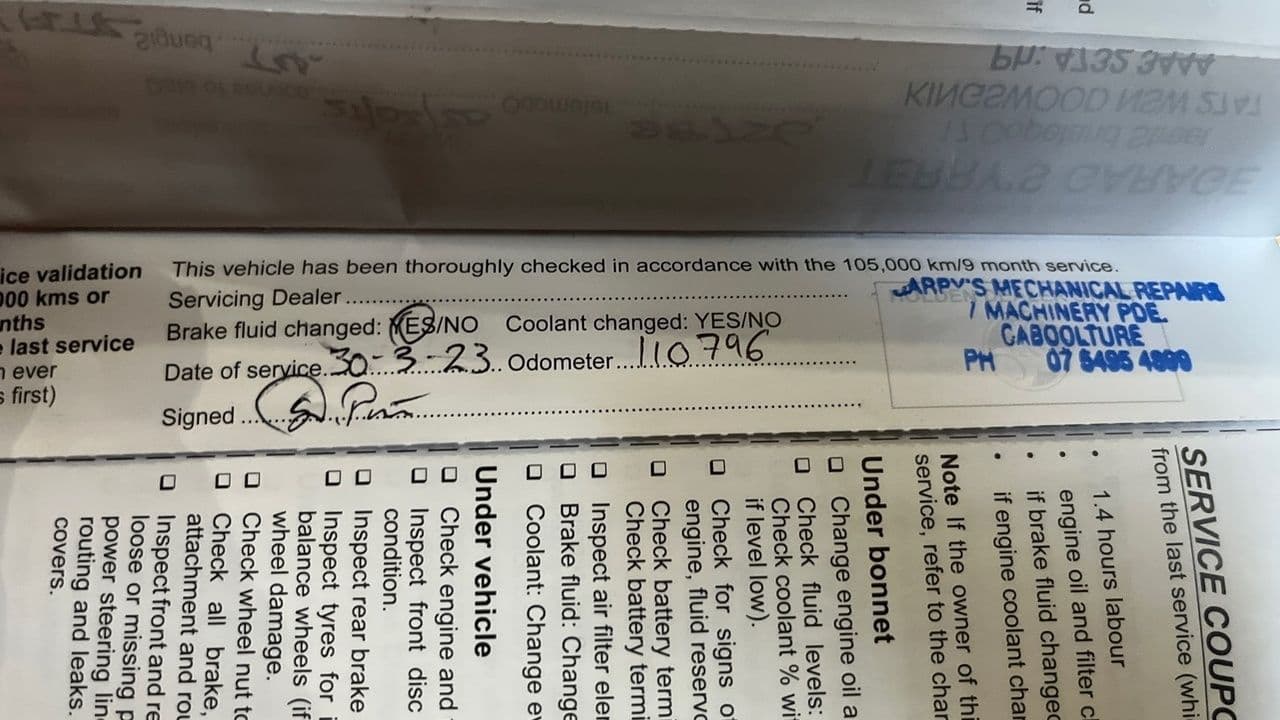 This vehicle has been thoroughly checked in accordance with the 105,000 km/9 month service.
ice validation
000 kms or
nths
last service
ever
first)
Servicing Dealer
Brake fluid changed: YES/NO Coolant changed: YES/NO
Date of service 30-3-23 Odometer 110796
Signed
ARPY'S MECHANICAL REPAIRS
1 MACHINERY PDE.
CABOOLTURE
PH 07 5495 4899
SERVICE COUPO
from the last service (whi
• 1.4 hours labour
• engine oil and filter c
• if brake fluid changed
• if engine coolant chan
Note If the owner of thi
service, refer to the char
Under bonnet
Change engine oil a
Check fluid levels:
Check coolant % wi
if level low).
Check for signs o
engine, fluid reservo
Check battery term
Check battery termi
Inspect air filter eler
Brake fluid: Change
Coolant: Change ev
Under vehicle
Check engine and
Inspect front disc
condition.
Inspect rear brake
Inspect tyres for i
balance wheels (if
wheel damage.
Check wheel nut to
Check all brake,
attachment and rou
Inspect front and re
loose or missing p
power steering lin
routing and leaks.
covers.